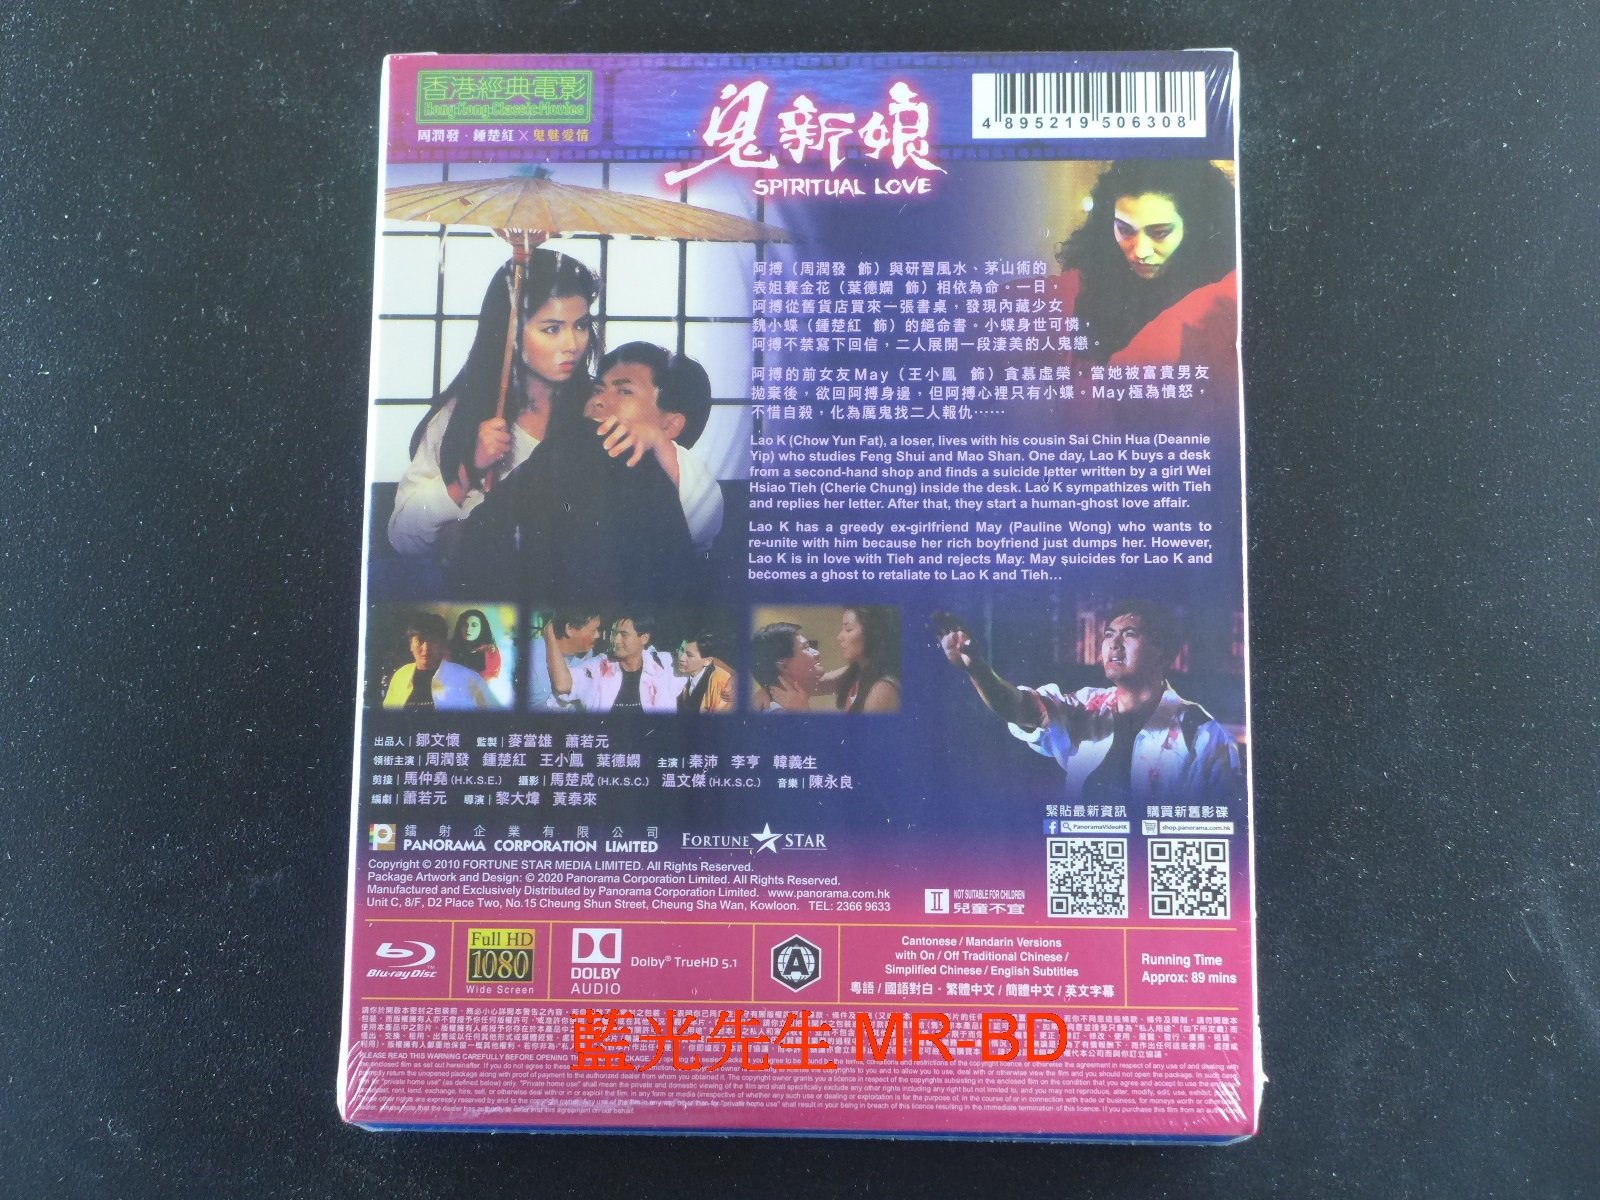 香港經典電影
Hong Kong Classic Movies
周潤發·鍾楚紅×鬼魅愛情
鬼新娘
SPIRITUAL LOVE
4 895219 506308
阿搏（周潤發 飾）與研習風水、茅山術的
表姐賽金花（葉德嫻 飾）相依為命。一日，
阿搏從舊貨店買來一張書桌，發現內藏少女
魏小蝶（鍾楚紅 飾）的絕命書。小蝶身世可憐，
阿搏不禁寫下回信，二人展開一段淒美的人鬼戀。
阿搏的前女友May（王小鳳 飾）貪慕虛榮，當她被富貴男友
拋棄後，欲回阿搏身邊，但阿搏心裡只有小蝶。May極為憤怒，
不惜自殺，化為厲鬼找二人報仇……
Lao K (Chow Yun Fat), a loser, lives with his cousin Sai Chin Hua (Deannie
Yip) who studies Feng Shui and Mao Shan. One day, Lao K buys a desk
from a second-hand shop and finds a suicide letter written by a girl Wei
Hsiao Tieh (Cherie Chung) inside the desk. Lao K sympathizes with Tieh
and replies her letter. After that, they start a human-ghost love affair.
Lao K has a greedy ex-girlfriend May (Pauline Wong) who wants to
re-unite with him because her rich boyfriend just dumps her. However,
Lao K is in love with Tieh and rejects May. May suicides for Lao K and
becomes a ghost to retaliate to Lao K and Tieh...
出品人｜鄒文懷 監製｜麥當雄 蕭若元
領銜主演｜周潤發 鍾楚紅 王小鳳 葉德嫻 主演｜秦沛 李亨 韓義生
剪接｜馬仲堯(H.K.S.E.) 攝影｜馬楚成(H.K.S.C.) 溫文傑(H.K.S.C.) 音樂｜陳永良
編劇｜蕭若元 導演｜黎大煒 黃泰來
緊貼最新資訊
PanoramaVideoHK
購買新舊影碟
shop.panorama.com.hk
鐳射企業有限公司
PANORAMA CORPORATION LIMITED
FORTUNE STAR
Copyright © 2010 FORTUNE STAR MEDIA LIMITED. All Rights Reserved.
Package Artwork and Design: © 2020 Panorama Corporation Limited. All Rights Reserved.
Manufactured and Exclusively Distributed by Panorama Corporation Limited. www.panorama.com.hk
Unit C, 8/F, D2 Place Two, No.15 Cheung Shun Street, Cheung Sha Wan, Kowloon. TEL: 2366 9633
II
NOT SUITABLE FOR CHILDREN
兒童不宜
Blu-ray Disc
Full HD
1080
Wide Screen
DOLBY
AUDIO
Dolby® TrueHD 5.1
A
Cantonese / Mandarin Versions
with On / Off Traditional Chinese /
Simplified Chinese / English Subtitles
粵語 / 國語對白·繁體中文 / 簡體中文 / 英文字幕
Running Time
Approx: 89 mins
藍光先生 MR-BD
PLEASE READ THIS WARNING CAREFULLY BEFORE OPENING